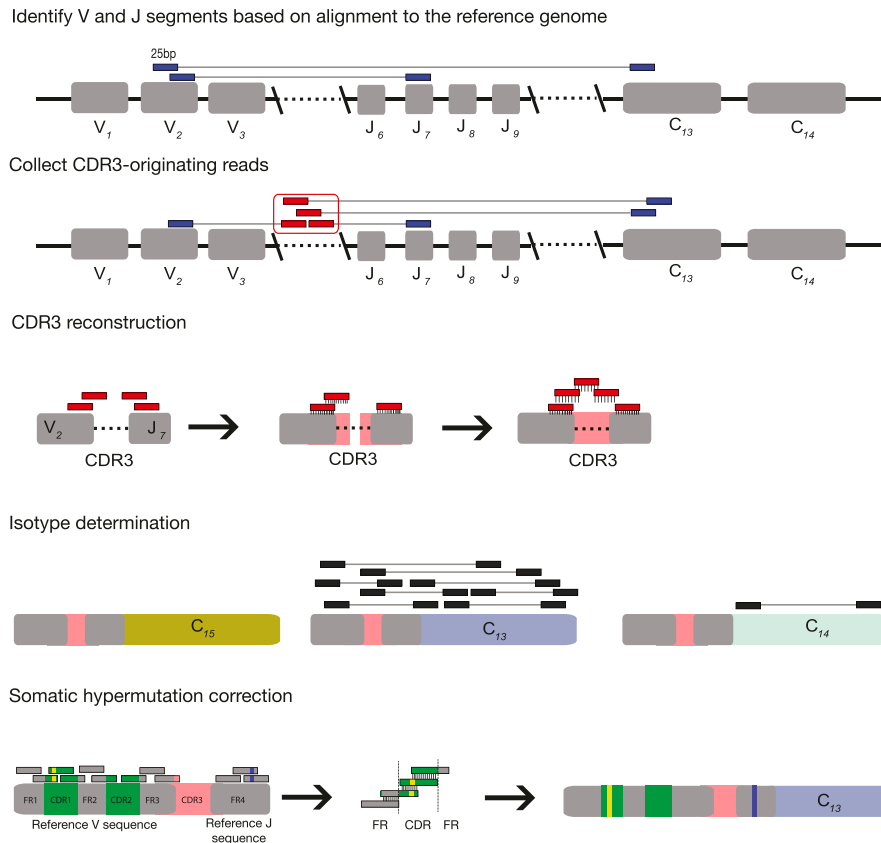 Identify V and J segments based on alignment to the reference genome
25bp
V1 V2 V3 J6 J7 J8 J9 C13 C14
Collect CDR3-originating reads
V1 V2 V3 J6 J7 J8 J9 C13 C14
CDR3 reconstruction
V2 J7
CDR3 CDR3 CDR3
Isotype determination
C15 C13 C14
Somatic hypermutation correction
FR1 CDR1 FR2 CDR2 FR3 CDR3 FR4 C13
Reference V sequence Reference J
sequence
FR CDR FR